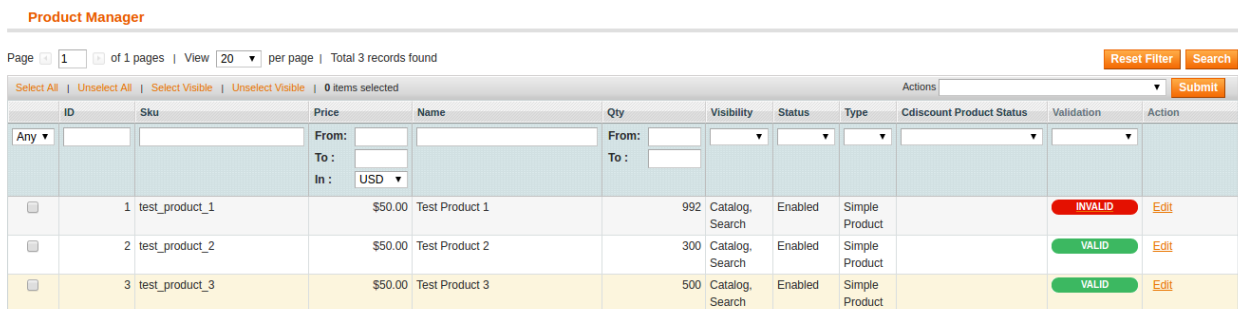 Product Manager
Page 1 of 1 pages | View 20 per page | Total 3 records found Reset Filter Search
Select All | Unselect All | Select Visible | Unselect Visible | 0 items selected Actions Submit
ID Sku Price Name Qty Visibility Status Type Cdiscount Product Status Validation Action
Any From: From:
To : To :
In : USD
1 test_product_1 $50.00 Test Product 1 992 Catalog, Enabled Simple INVALID Edit
Search Product
2 test_product_2 $50.00 Test Product 2 300 Catalog, Enabled Simple VALID Edit
Search Product
3 test_product_3 $50.00 Test Product 3 500 Catalog, Enabled Simple VALID Edit
Search Product